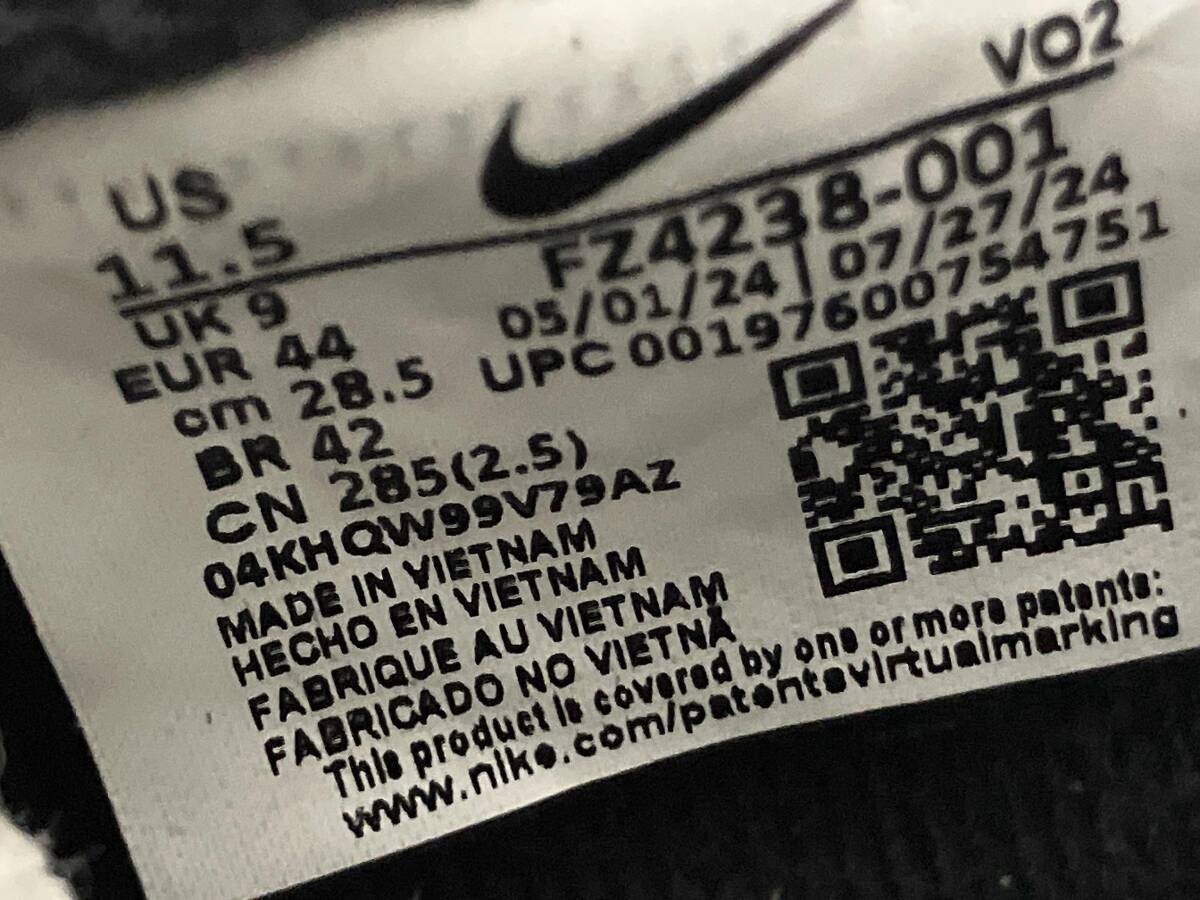 VO2
US
11.5
UK 9
EUR 44
cm 28.5
BR 42
CN 285(2.5)
FZ4238-001
05/01/24 | 07/27/24
UPC 00197600754751
04KHQW99V79AZ
MADE IN VIETNAM
HECHO EN VIETNAM
FABRIQUE AU VIETNAM
FABRICADO NO VIETNÃ
This product is covered by one or more patents:
www.nike.com/patentsvirtualmarking